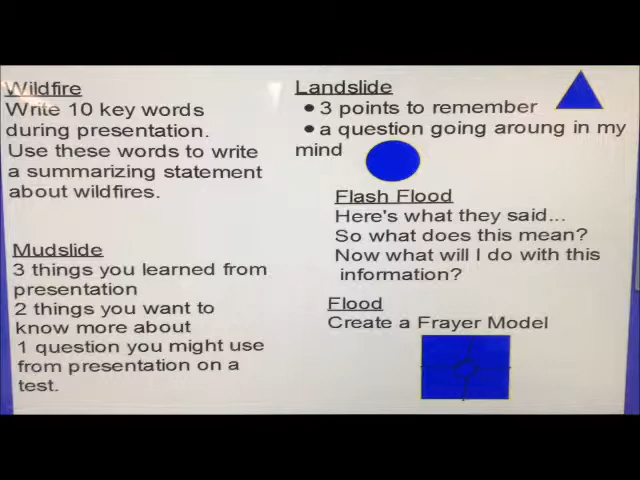 Wildfire
Write 10 key words
during presentation.
Use these words to write
a summarizing statement
about wildfires.
Mudslide
3 things you learned from
presentation
2 things you want to
know more about
1 question you might use
from presentation on a
test.
Landslide
● 3 points to remember
● a question going aroung in my
mind
Flash Flood
Here's what they said...
So what does this mean?
Now what will I do with this
information?
Flood
Create a Frayer Model